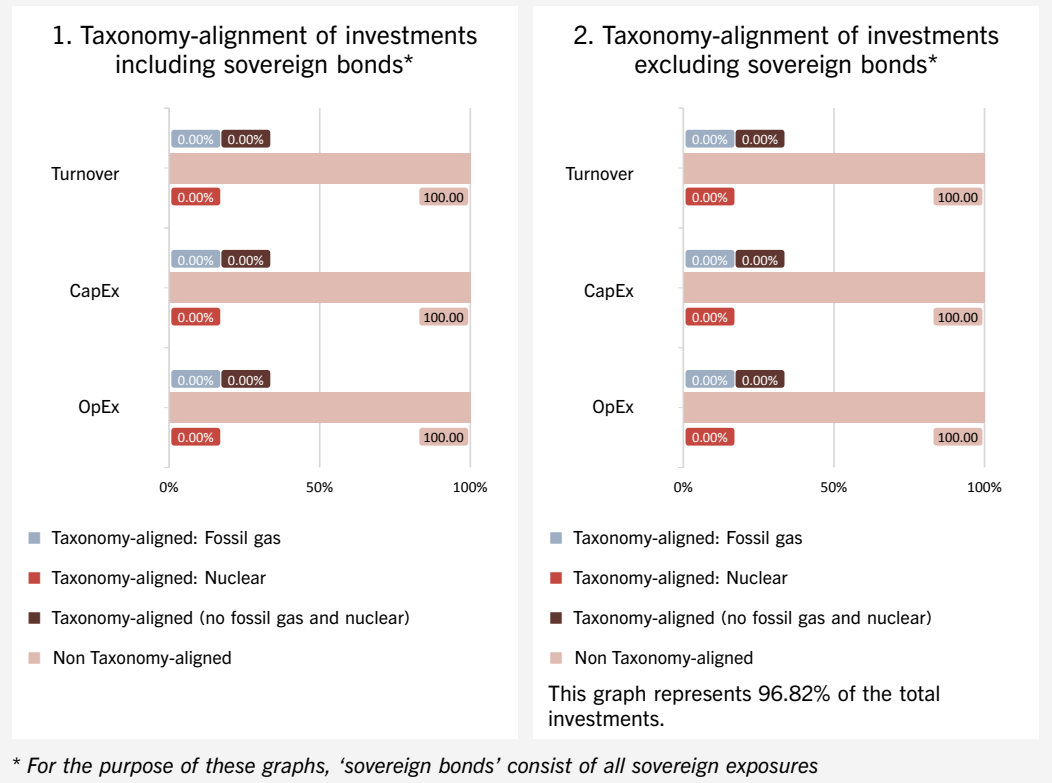 1. Taxonomy-alignment of investments
including sovereign bonds*
0.00% 0.00%
Turnover
0.00% 100.00
0.00% 0.00%
CapEx
0.00% 100.00
0.00% 0.00%
OpEx
0.00% 100.00
0% 50% 100%
Taxonomy-aligned: Fossil gas
Taxonomy-aligned: Nuclear
Taxonomy-aligned (no fossil gas and nuclear)
Non Taxonomy-aligned
2. Taxonomy-alignment of investments
excluding sovereign bonds*
0.00% 0.00%
Turnover
0.00% 100.00
0.00% 0.00%
CapEx
0.00% 100.00
0.00% 0.00%
OpEx
0.00% 100.00
0% 50% 100%
Taxonomy-aligned: Fossil gas
Taxonomy-aligned: Nuclear
Taxonomy-aligned (no fossil gas and nuclear)
Non Taxonomy-aligned
This graph represents 96.82% of the total
investments.
* For the purpose of these graphs, ‘sovereign bonds’ consist of all sovereign exposures